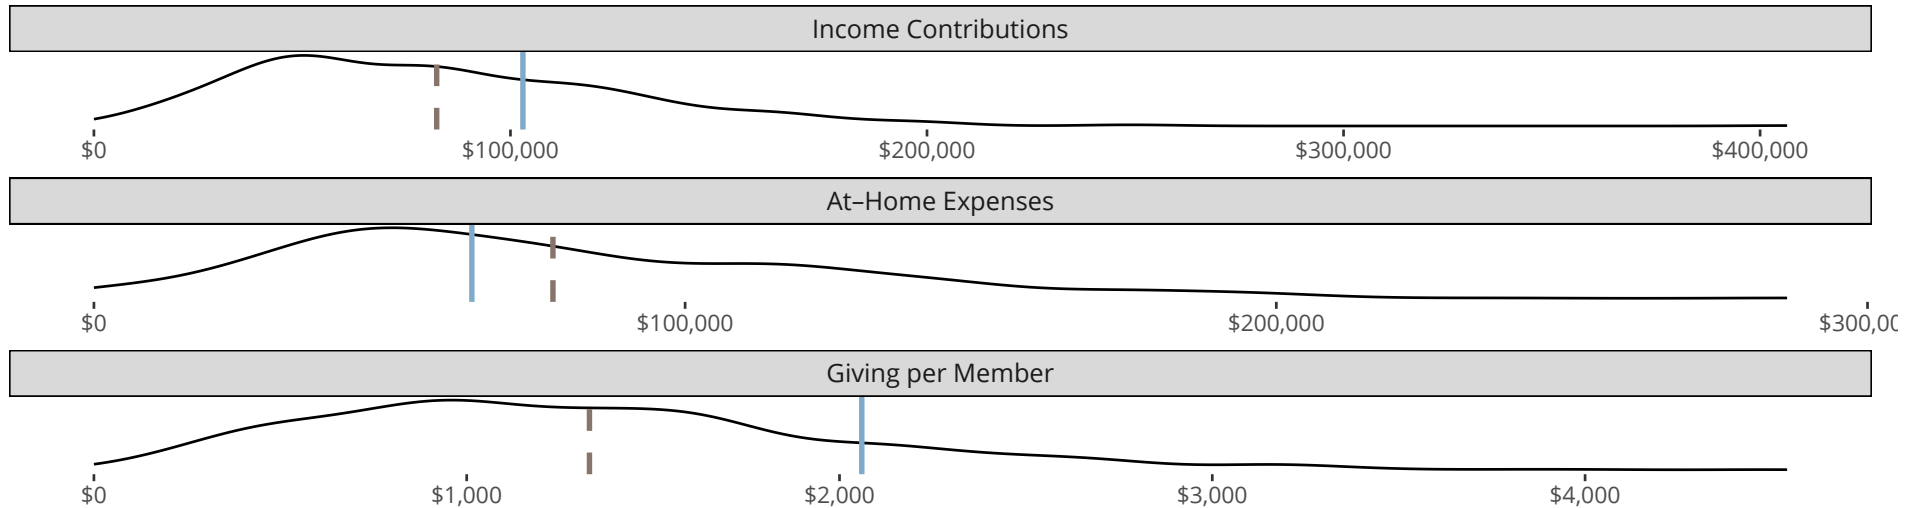 Income Contributions
$0 $100,000 $200,000 $300,000 $400,000
At–Home Expenses
$0 $100,000 $200,000
Giving per Member
$0 $1,000 $2,000 $3,000 $4,000